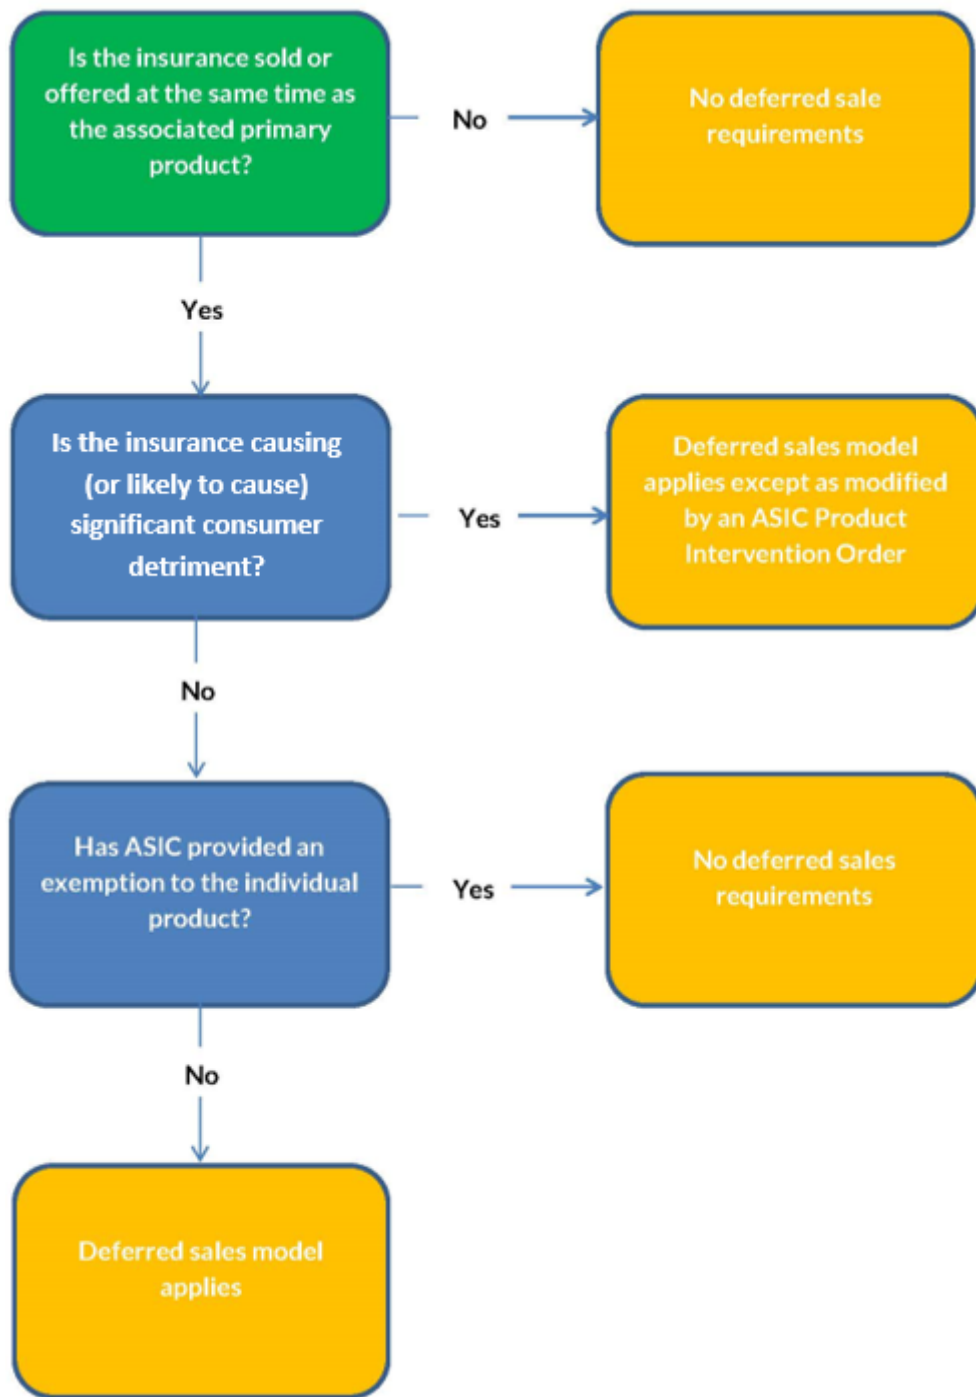 Is the insurance sold or
offered at the same time as
the associated primary
product?
No
No deferred sale
requirements
Yes
Is the insurance causing
(or likely to cause)
significant consumer
detriment?
Yes
Deferred sales model
applies except as modified
by an ASIC Product
Intervention Order
No
Has ASIC provided an
exemption to the individual
product?
Yes
No deferred sales
requirements
No
Deferred sales model
applies